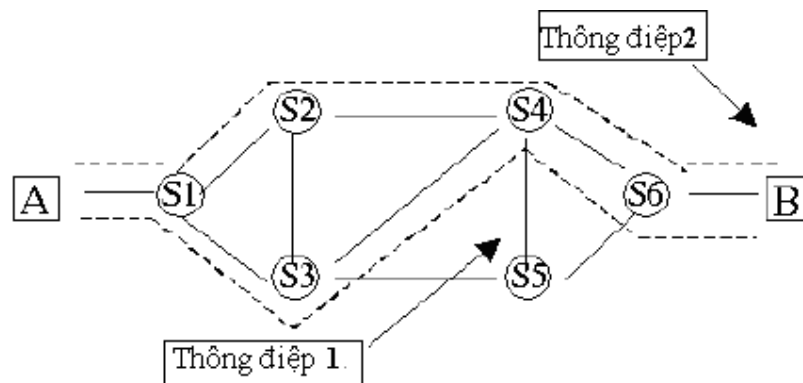 Thông điệp2
S2
S4
A
S1
S6
B
S3
S5
Thông điệp 1.